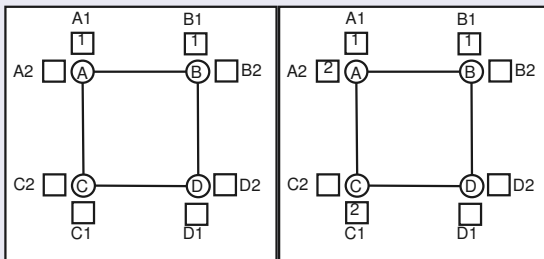 A1 B1
1 1
A2 A B B2
C2 C D D2
C1 D1
A1 B1
1 1
A2 2 A B B2
C2 C D D2
2
C1 D1